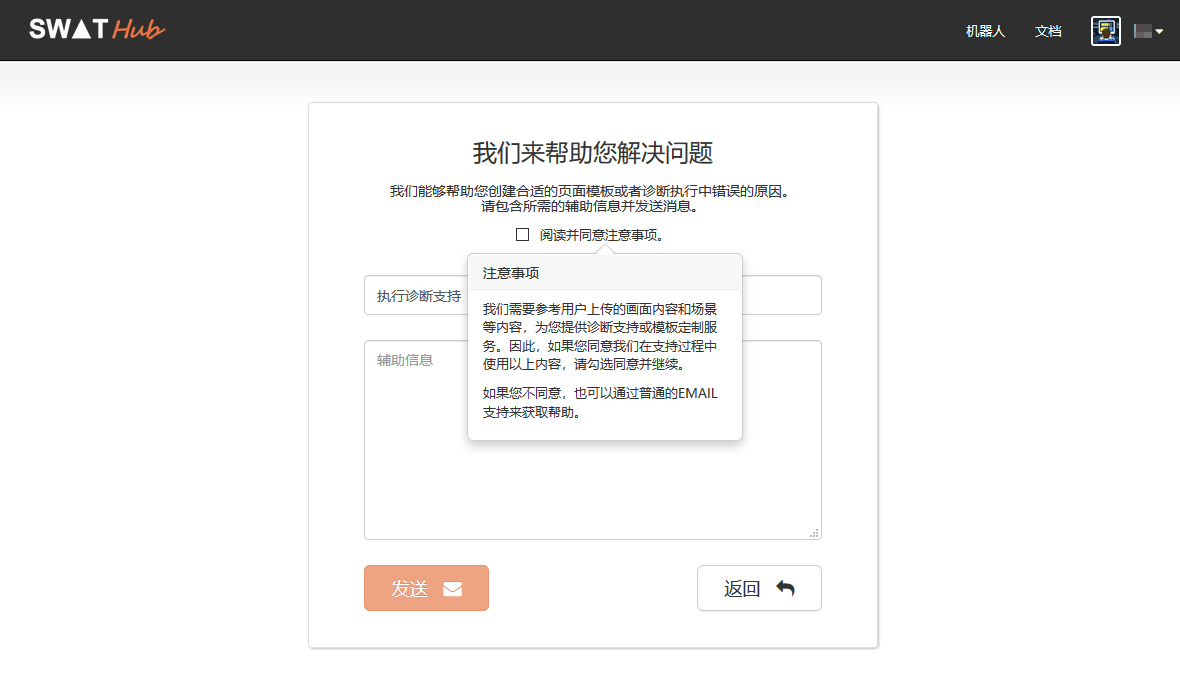 SWAT Hub
机器人
文档
我们来帮助您解决问题
我们能够帮助您创建合适的页面模板或者诊断执行中错误的原因。
请包含所需的辅助信息并发送消息。
阅读并同意注意事项。
注意事项
执行诊断支持
我们需要参考用户上传的画面内容和场景
等内容，为您提供诊断支持或模板定制服
务。因此，如果您同意我们在支持过程中
使用以上内容，请勾选同意并继续。
如果您不同意，也可以通过普通的EMAIL
支持来获取帮助。
辅助信息
发送
返回